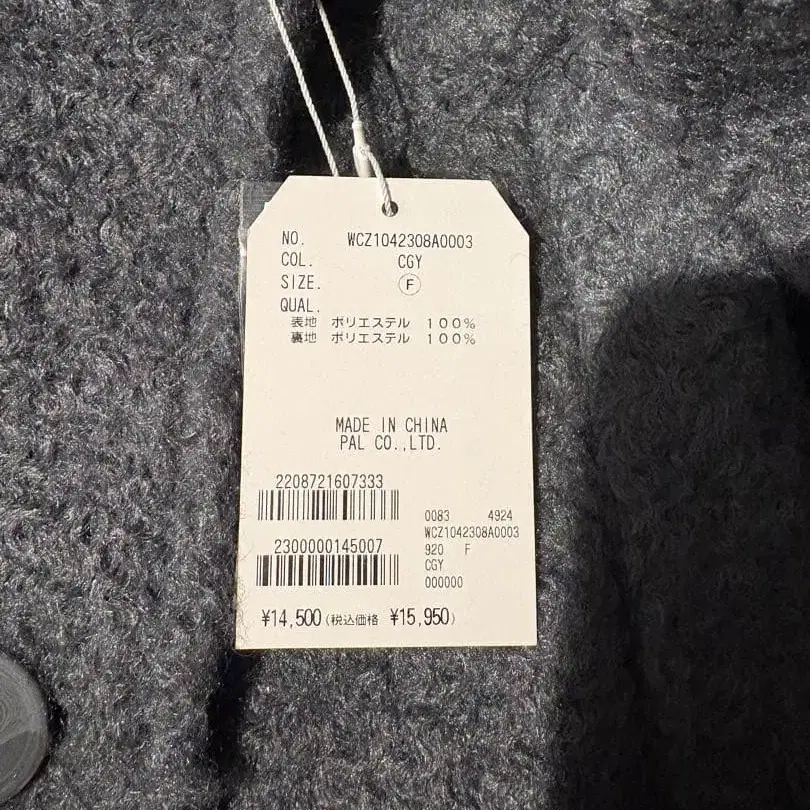 NO. WCZ1042308A0003
COL. CGY
SIZE. F
QUAL.
表地 ポリエステル 100%
裏地 ポリエステル 100%
MADE IN CHINA
PAL CO.,LTD.
2208721607333
2300000145007
0083 4924
WCZ1042308A0003
920 F
CGY
000000
¥14,500(税込価格 ¥15,950)